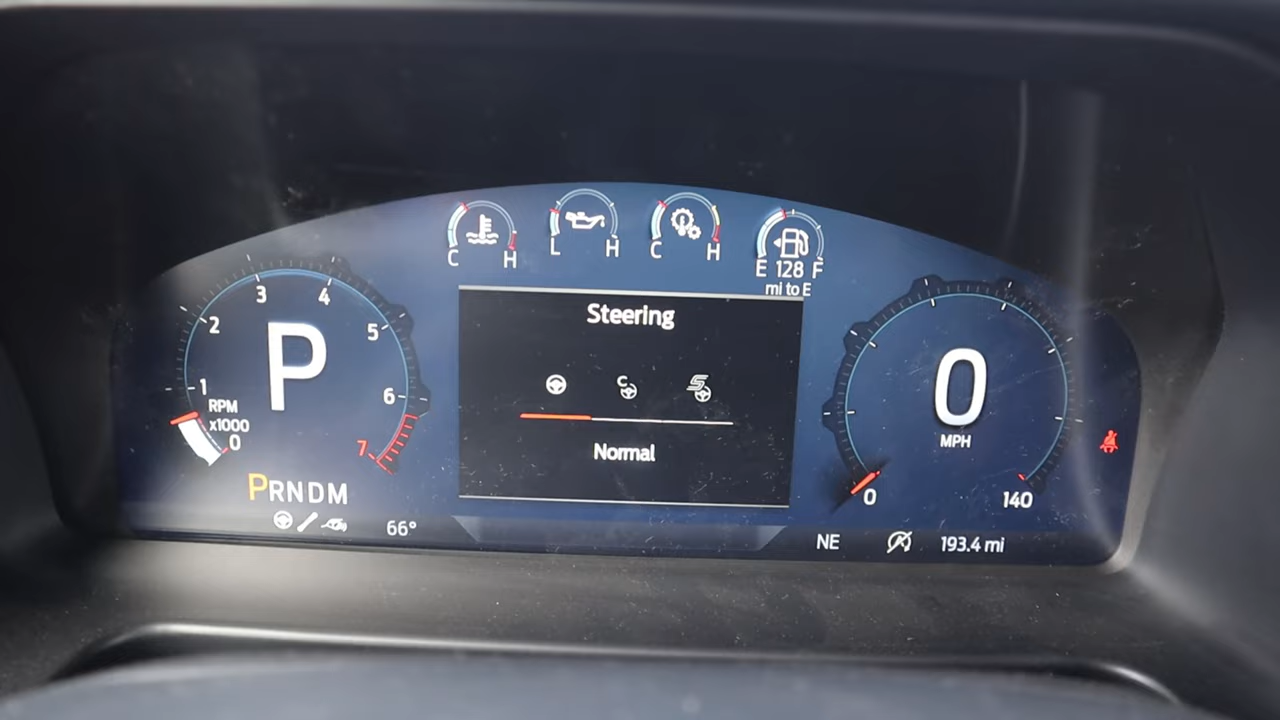 C H
L H
C H
E 128 F
mi to E
Steering
C
S
Normal
P
1
2
3
4
5
6
7
RPM
x1000
0
PRNDM
66°
0
MPH
0
140
NE
193.4 mi